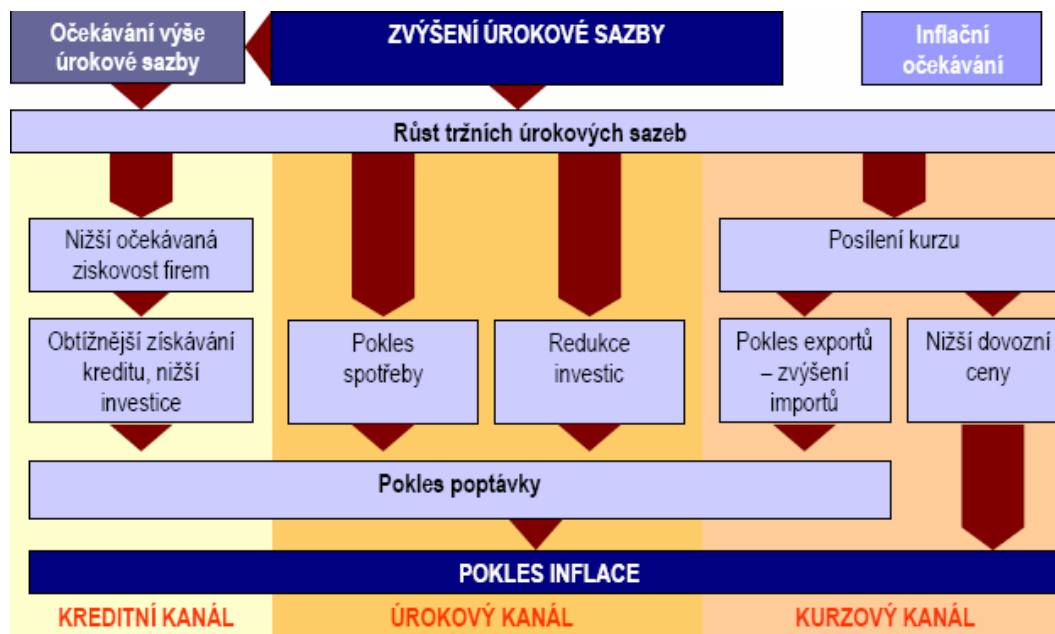 Očekávání výše
úrokové sazby
ZVÝŠENÍ ÚROKOVÉ SAZBY
Inflační
očekávání
Růst tržních úrokových sazeb
Nižší očekávaná
ziskovost firem
Posílení kurzu
Obtížnější získávání
kreditu, nižší
investice
Pokles
spotřeby
Redukce
investic
Pokles exportů
– zvýšení
importů
Nižší dovozní
ceny
Pokles poptávky
POKLES INFLACE
KREDITNÍ KANÁL
ÚROKOVÝ KANÁL
KURZOVÝ KANÁL